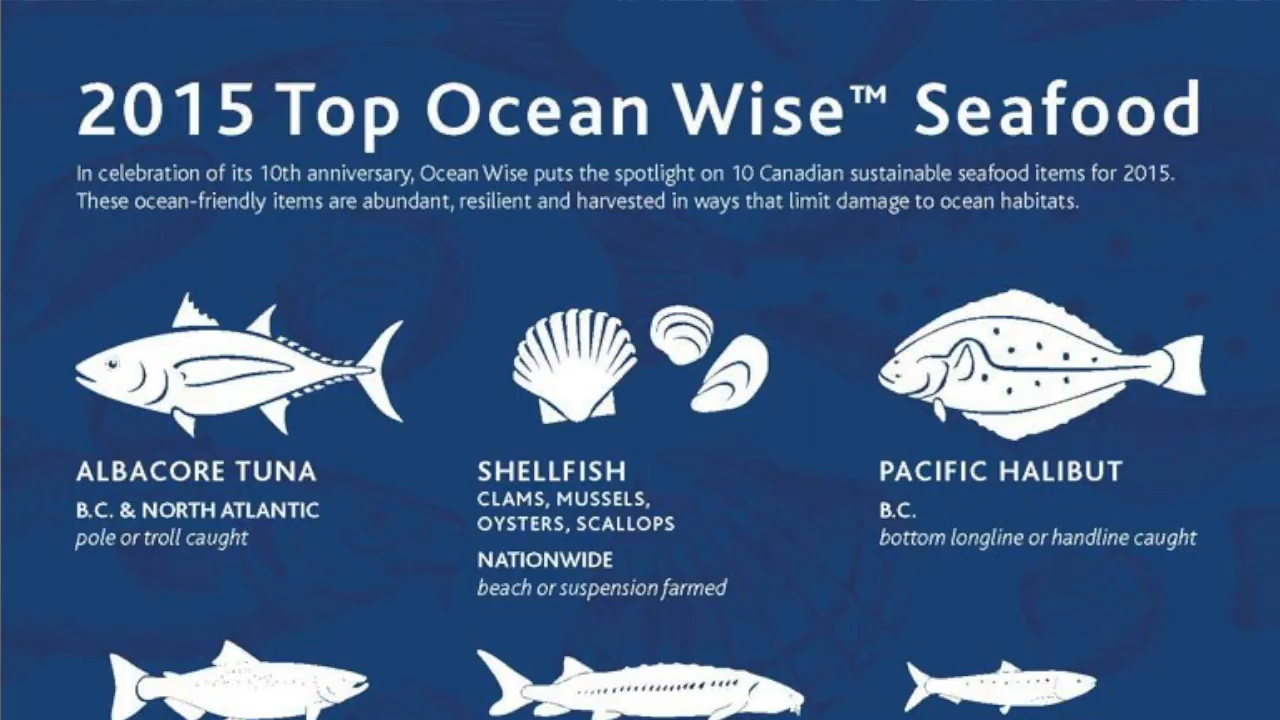 2015 Top Ocean Wise™ Seafood
In celebration of its 10th anniversary, Ocean Wise puts the spotlight on 10 Canadian sustainable seafood items for 2015.
These ocean-friendly items are abundant, resilient and harvested in ways that limit damage to ocean habitats.
ALBACORE TUNA
B.C. & NORTH ATLANTIC
pole or troll caught
SHELLFISH
CLAMS, MUSSELS,
OYSTERS, SCALLOPS
NATIONWIDE
beach or suspension farmed
PACIFIC HALIBUT
B.C.
bottom longline or handline caught